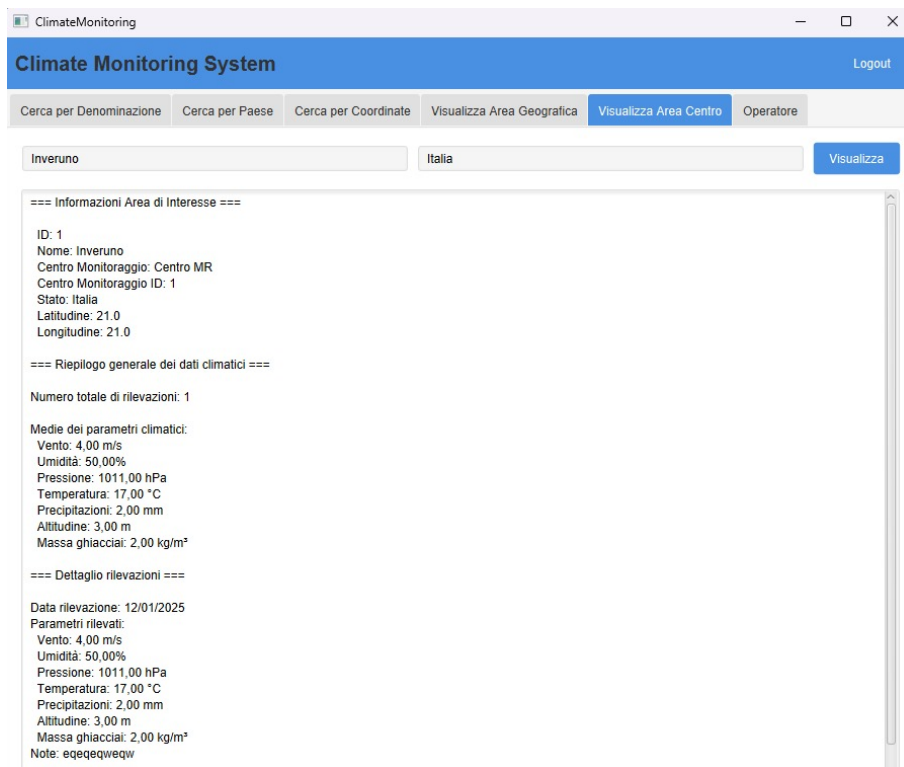 ClimateMonitoring
Climate Monitoring System
Logout
Cerca per Denominazione Cerca per Paese Cerca per Coordinate Visualizza Area Geografica Visualizza Area Centro Operatore
Inveruno Italia Visualizza
=== Informazioni Area di Interesse ===
ID: 1
Nome: Inveruno
Centro Monitoraggio: Centro MR
Centro Monitoraggio ID: 1
Stato: Italia
Latitudine: 21.0
Longitudine: 21.0
=== Riepilogo generale dei dati climatici ===
Numero totale di rilevazioni: 1
Medie dei parametri climatici:
Vento: 4,00 m/s
Umidità: 50,00%
Pressione: 1011,00 hPa
Temperatura: 17,00 °C
Precipitazioni: 2,00 mm
Altitudine: 3,00 m
Massa ghiacciai: 2,00 kg/m³
=== Dettaglio rilevazioni ===
Data rilevazione: 12/01/2025
Parametri rilevati:
Vento: 4,00 m/s
Umidità: 50,00%
Pressione: 1011,00 hPa
Temperatura: 17,00 °C
Precipitazioni: 2,00 mm
Altitudine: 3,00 m
Massa ghiacciai: 2,00 kg/m³
Note: eqeqeqweqw